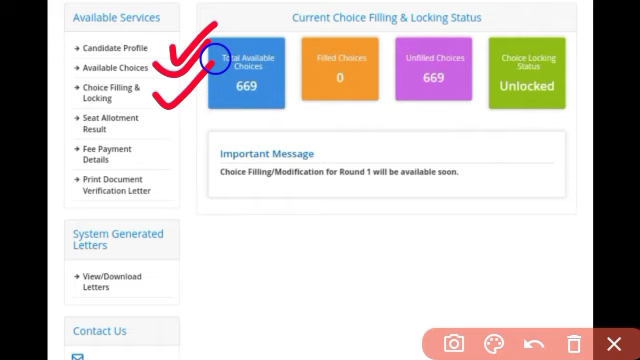 Available Services
Candidate Profile
Available Choices
Choice Filling &
Locking
Seat Allotment
Result
Fee Payment
Details
Print Document
Verification Letter
System Generated
Letters
View/Download
Letters
Contact Us
Current Choice Filling & Locking Status
Total Available
Choices
669
Filled Choices
0
Unfilled Choices
669
Choice Locking
Status
Unlocked
Important Message
Choice Filling/Modification for Round 1 will be available soon.